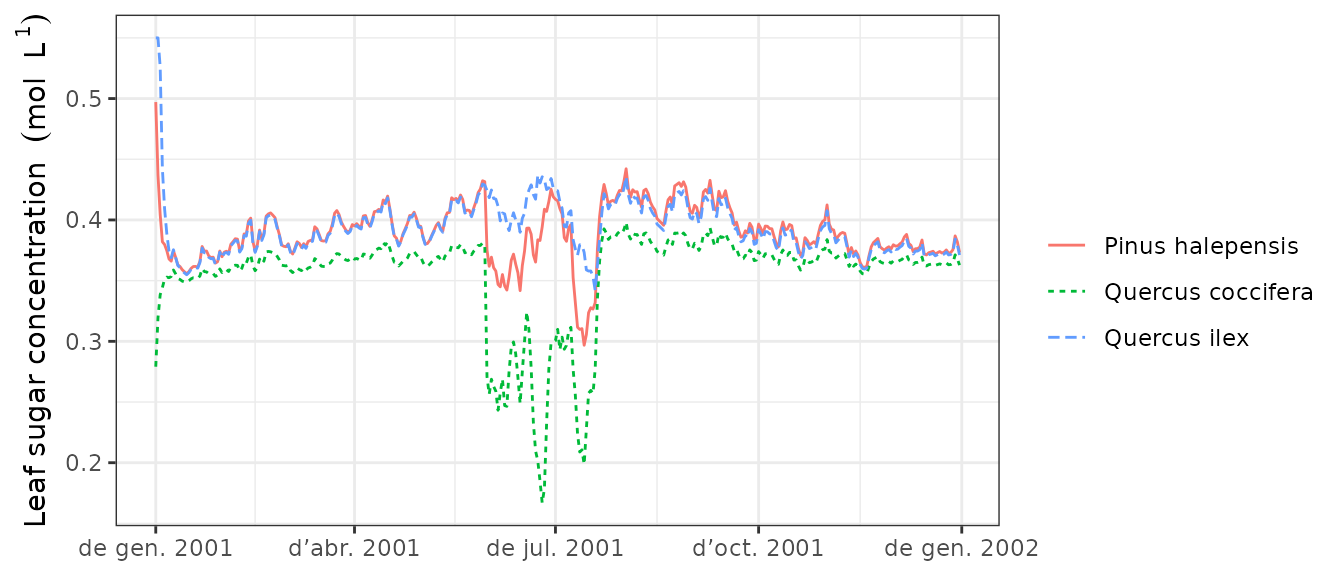 Leaf sugar concentration (mol L¹)
0.5
0.4
0.3
0.2
de gen. 2001 d’abr. 2001 de jul. 2001 d’oct. 2001 de gen. 2002
Pinus halepensis
Quercus coccifera
Quercus ilex